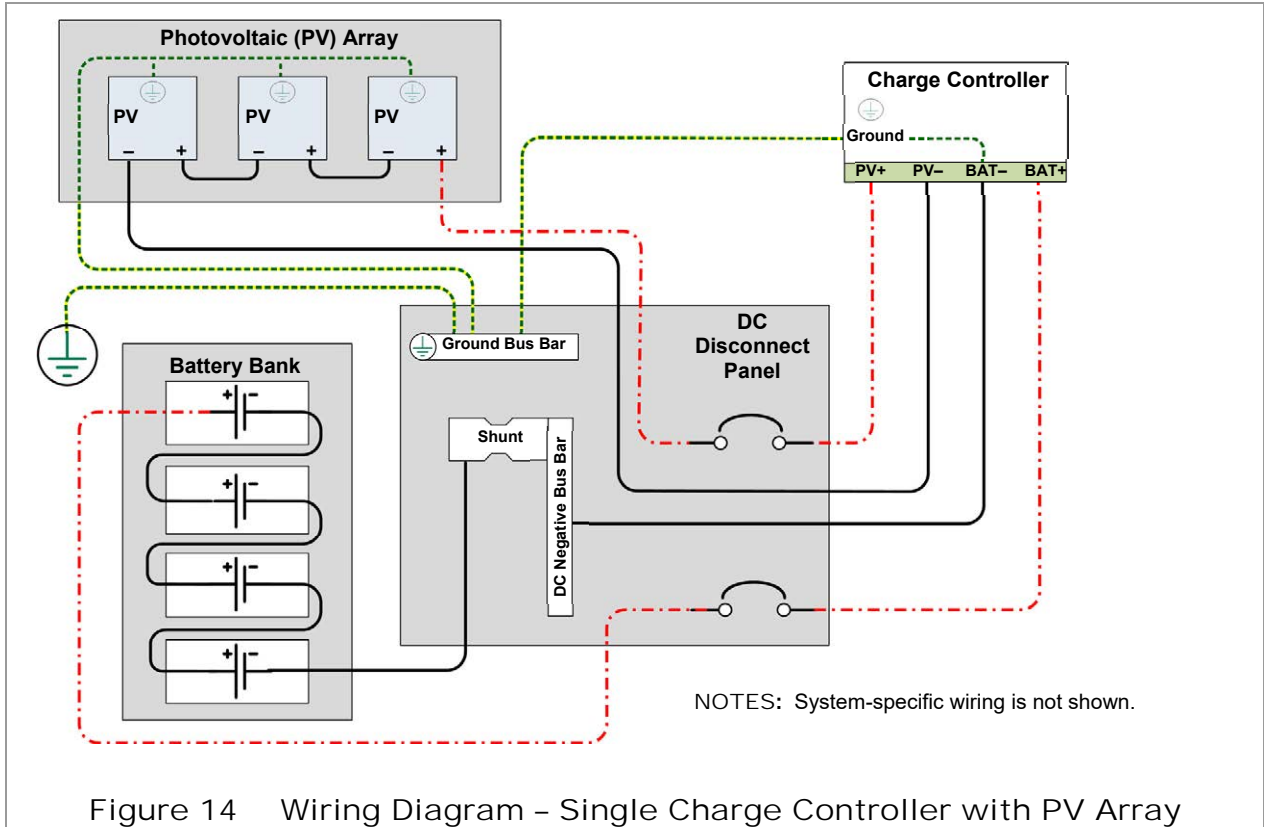 Photovoltaic (PV) Array
PV
PV
PV
– +
– +
– +
Charge Controller
Ground
PV+ PV– BAT– BAT+
Ground Bus Bar
DC
Disconnect
Panel
Battery Bank
+ -
+ -
+ -
+ -
Shunt
DC Negative Bus Bar
NOTES: System-specific wiring is not shown.
Figure 14 Wiring Diagram – Single Charge Controller with PV Array